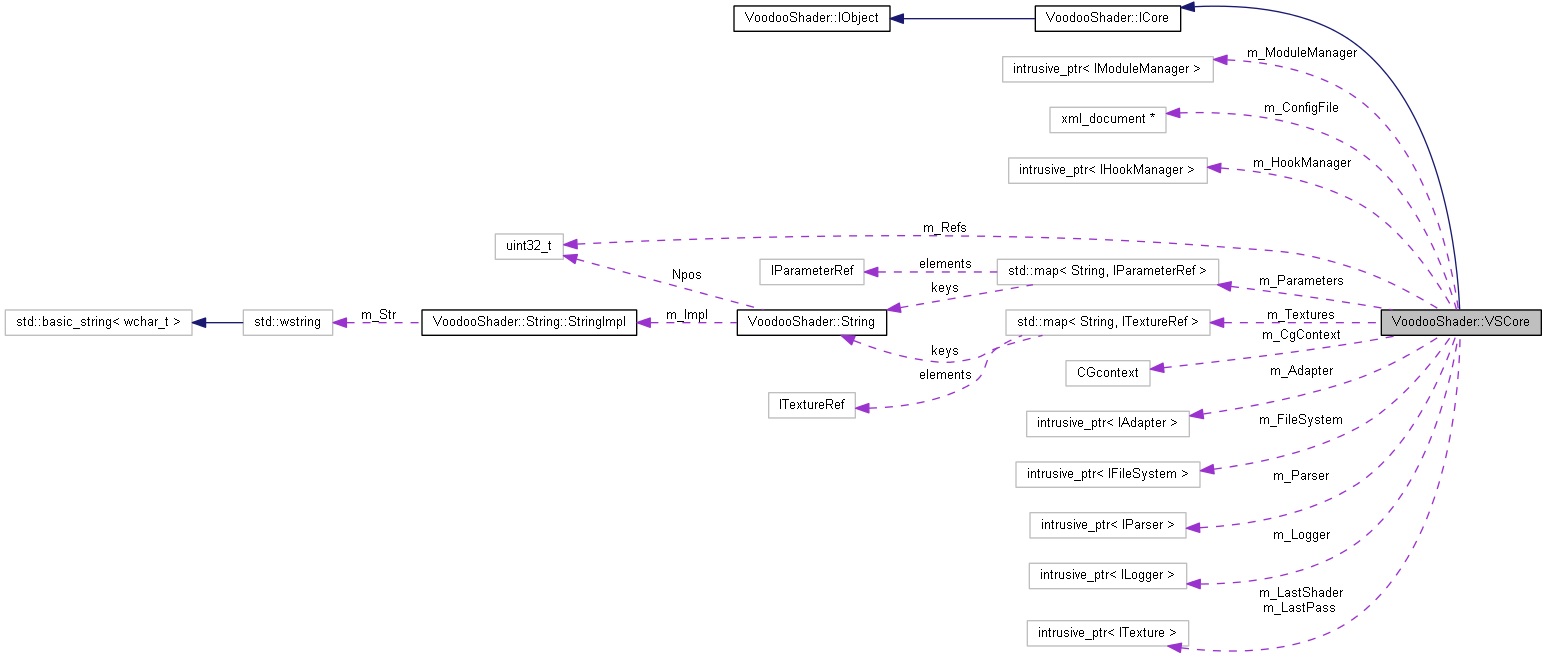 VoodooShader::IObject
VoodooShader::ICore
m_ModuleManager
intrusive_ptr< IModuleManager >
m_ConfigFile
xml_document *
m_HookManager
intrusive_ptr< IHookManager >
m_Refs
uint32_t
Npos
IParameterRef
elements
std::map< String, IParameterRef >
keys
m_Parameters
std::basic_string< wchar_t >
std::wstring
m_Str
VoodooShader::String::StringImpl
m_Impl
VoodooShader::String
std::map< String, ITextureRef >
m_Textures
VoodooShader::VSCore
m_CgContext
keys
elements
CGcontext
m_Adapter
ITextureRef
intrusive_ptr< IAdapter >
m_FileSystem
intrusive_ptr< IFileSystem >
m_Parser
intrusive_ptr< IParser >
m_Logger
intrusive_ptr< ILogger >
m_LastShader
m_LastPass
intrusive_ptr< ITexture >